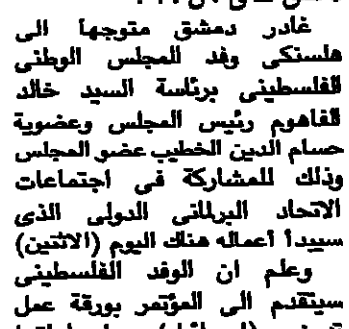 غادر دمشق متوجها الى
هلسنكى وفد المجلس الوطنى
الفلسطينى برئاسة السيد خالد
الفاهوم رئيس المجلس وعضوية
حسام الدين الخطيب عضو المجلس
وذلك للمشاركة فى اجتماعات
الاتحاد البرلمانى الدولى الذى
سيبدأ أعماله هناك اليوم (الاثنين)
وعلم ان الوفد الفلسطينى
سيتقدم الى المؤتمر بورقة عمل